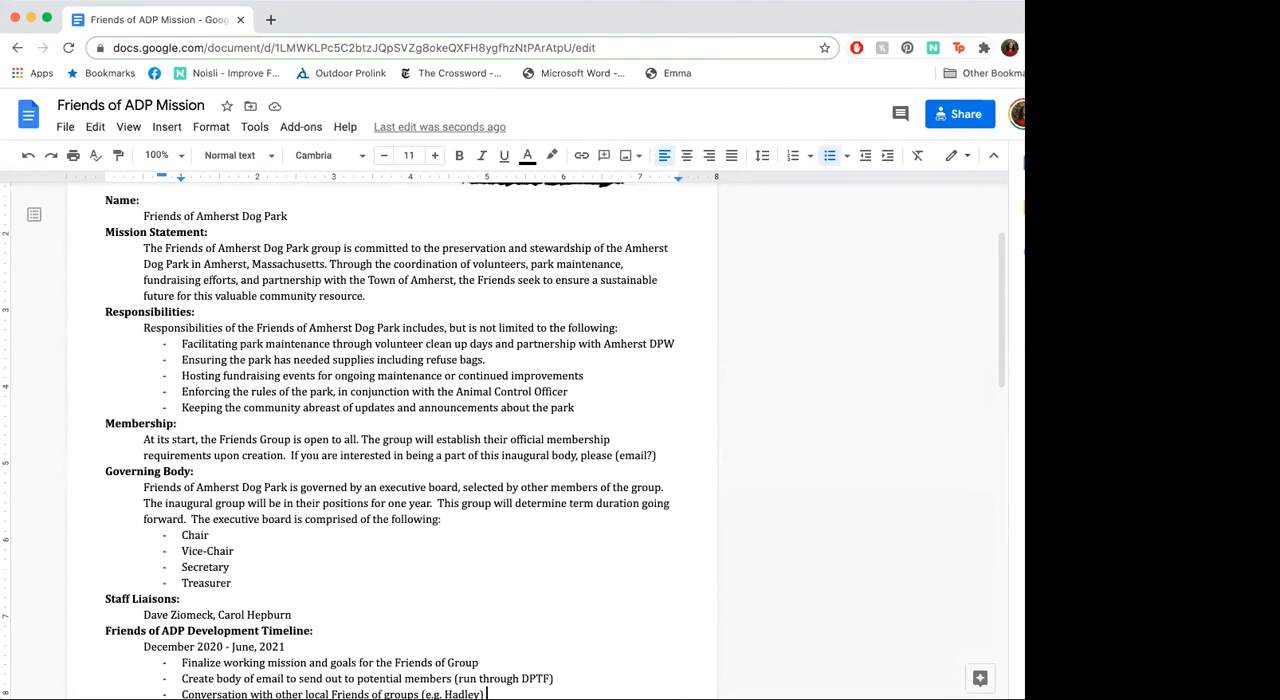 Friends of ADP Mission - Goog
docs.google.com/document/d/1LMWKLPc5C2btzJQpSVZg8okeQXFH8ygfhzNtPArAtpU/edit
Apps Bookmarks Noisli - Improve F... Outdoor Prolink The Crossword -... Microsoft Word -... Emma Other Bookma
Friends of ADP Mission
Share
File Edit View Insert Format Tools Add-ons Help Last edit was seconds ago
100% Normal text Cambria 11 B I U A
1 2 3 4 5 6 7 8
Name:
Friends of Amherst Dog Park
Mission Statement:
The Friends of Amherst Dog Park group is committed to the preservation and stewardship of the Amherst
Dog Park in Amherst, Massachusetts. Through the coordination of volunteers, park maintenance,
fundraising efforts, and partnership with the Town of Amherst, the Friends seek to ensure a sustainable
future for this valuable community resource.
Responsibilities:
Responsibilities of the Friends of Amherst Dog Park includes, but is not limited to the following:
- Facilitating park maintenance through volunteer clean up days and partnership with Amherst DPW
- Ensuring the park has needed supplies including refuse bags.
- Hosting fundraising events for ongoing maintenance or continued improvements
- Enforcing the rules of the park, in conjunction with the Animal Control Officer
- Keeping the community abreast of updates and announcements about the park
Membership:
At its start, the Friends Group is open to all. The group will establish their official membership
requirements upon creation.  If you are interested in being a part of this inaugural body, please (email?)
Governing Body:
Friends of Amherst Dog Park is governed by an executive board, selected by other members of the group.
The inaugural group will be in their positions for one year.  This group will determine term duration going
forward.  The executive board is comprised of the following:
- Chair
- Vice-Chair
- Secretary
- Treasurer
Staff Liaisons:
Dave Ziomeck, Carol Hepburn
Friends of ADP Development Timeline:
December 2020 - June, 2021
- Finalize working mission and goals for the Friends of Group
- Create body of email to send out to potential members (run through DPTF)
- Conversation with other local Friends of groups (e.g. Hadley)